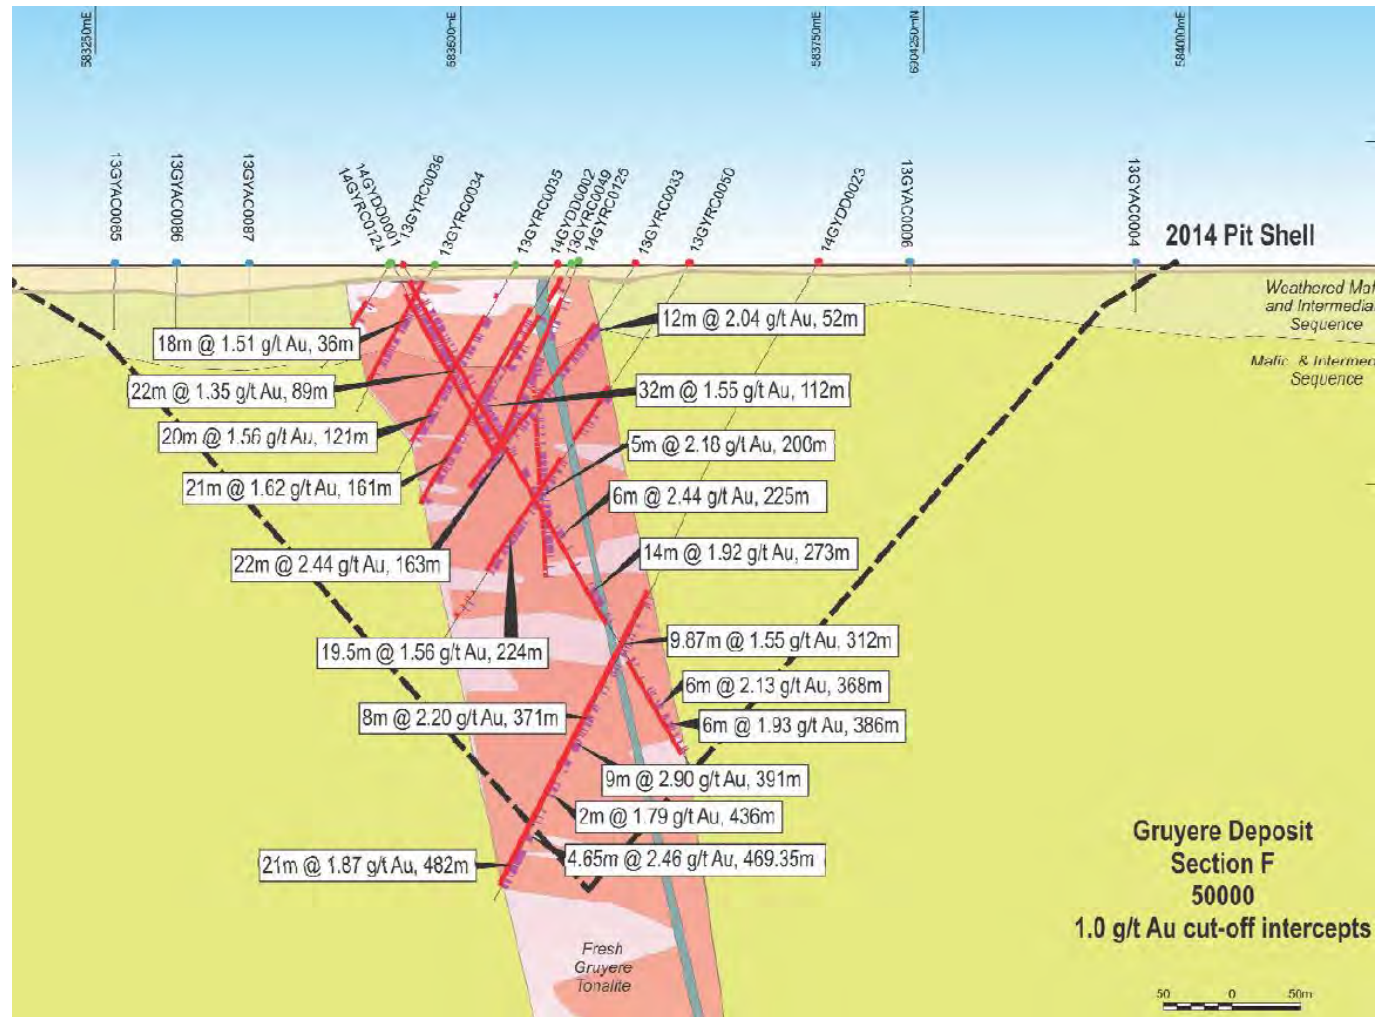 583250mE
583500mE
583750mE
6904250mN
584000mE
13GYAC0065
13GYAC0086
13GYAC0087
14GYRC0124
14GYDD0001
13GYRC0036
13GYRC0034
13GYRC0035
14GYDD0002
13GYRC0049
14GYRC0125
13GYRC0033
13GYRC0050
14GYDD0023
13GYAC0006
13GYAC0004
2014 Pit Shell
Weathered Maf
and Intermedia
Sequence
Mafic & Interme
Sequence
18m @ 1.51 g/t Au, 36m
12m @ 2.04 g/t Au, 52m
22m @ 1.35 g/t Au, 89m
32m @ 1.55 g/t Au, 112m
20m @ 1.56 g/t Au, 121m
5m @ 2.18 g/t Au, 200m
21m @ 1.62 g/t Au, 161m
6m @ 2.44 g/t Au, 225m
22m @ 2.44 g/t Au, 163m
14m @ 1.92 g/t Au, 273m
19.5m @ 1.56 g/t Au, 224m
9.87m @ 1.55 g/t Au, 312m
6m @ 2.13 g/t Au, 368m
8m @ 2.20 g/t Au, 371m
6m @ 1.93 g/t Au, 386m
9m @ 2.90 g/t Au, 391m
2m @ 1.79 g/t Au, 436m
21m @ 1.87 g/t Au, 482m
4.65m @ 2.46 g/t Au, 469.35m
Gruyere Deposit
Section F
50000
1.0 g/t Au cut-off intercepts
Fresh
Gruyere
Tonalite
50 0 50m